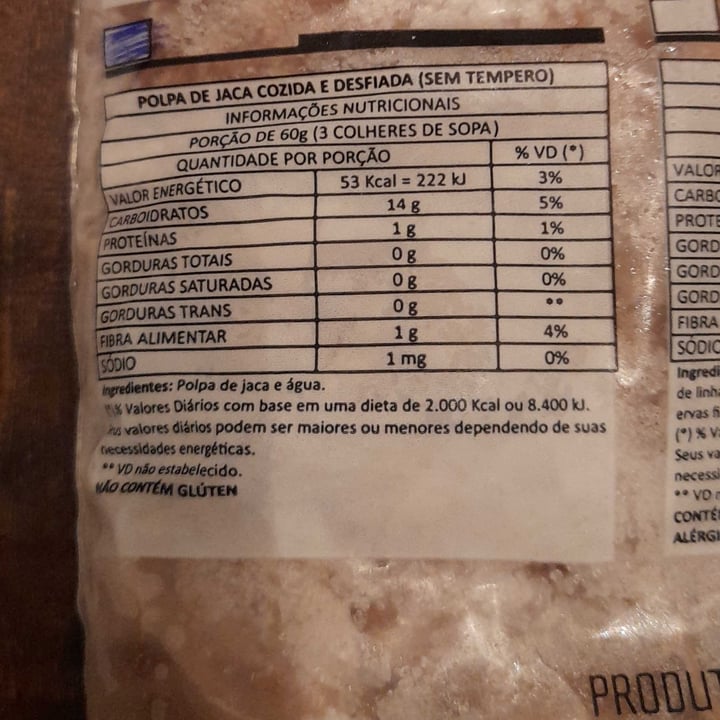 POLPA DE JACA COZIDA E DESFIADA (SEM TEMPERO)
INFORMAÇÕES NUTRICIONAIS
PORÇÃO DE 60g (3 COLHERES DE SOPA)
QUANTIDADE POR PORÇÃO % VD (*)
VALOR ENERGÉTICO 53 Kcal = 222 kJ 3%
CARBOIDRATOS 14 g 5%
PROTEÍNAS 1 g 1%
GORDURAS TOTAIS 0 g 0%
GORDURAS SATURADAS 0 g 0%
GORDURAS TRANS 0 g **
FIBRA ALIMENTAR 1 g 4%
SÓDIO 1 mg 0%
Ingredientes: Polpa de jaca e água.
% Valores Diários com base em uma dieta de 2.000 Kcal ou 8.400 kJ.
valores diários podem ser maiores ou menores dependendo de suas
necessidades energéticas.
** VD não estabelecido.
NÃO CONTÉM GLÚTEN
VALOR
CARBO
PROTE
GORD
GORD
GORD
FIBRA
SÓDIO
Ingredi
de linha
ervas fi
(*) % Va
Seus va
necessi
** VD n
CONTÉ
ALÉRGI
PRODUT